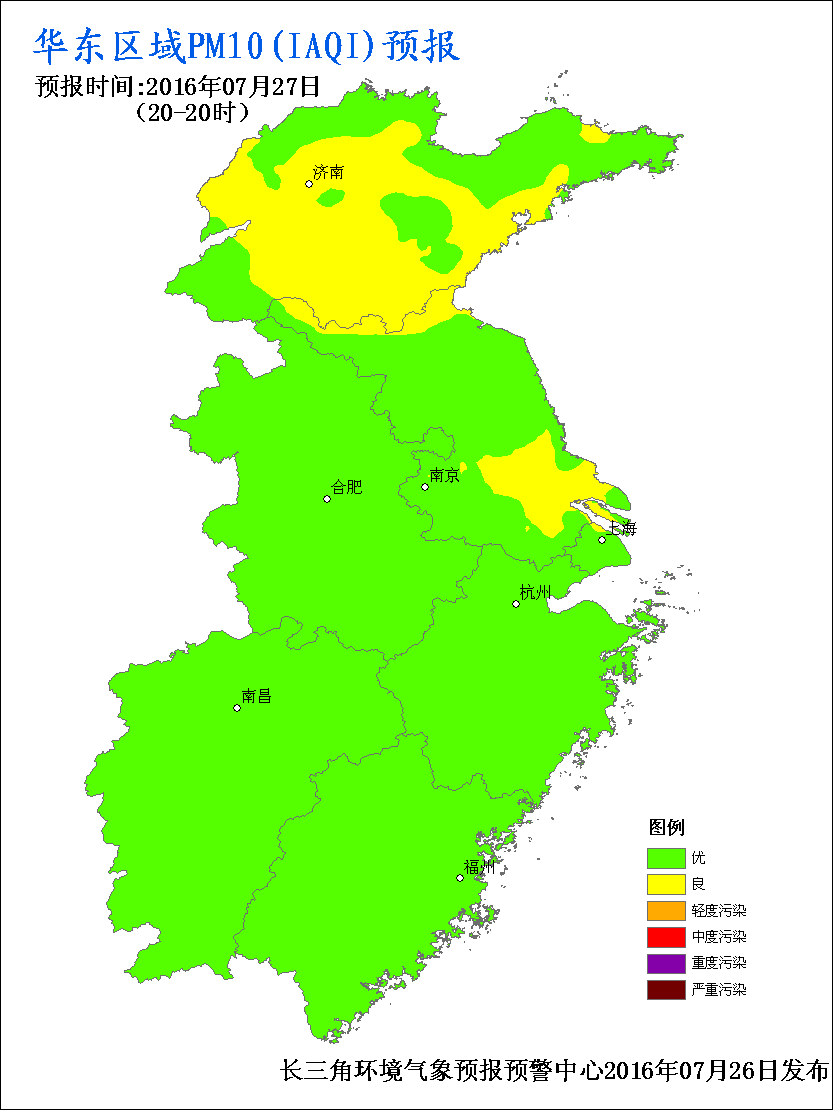 华东区域PM10(IAQI)预报
预报时间:2016年07月27日
(20-20时)
济南
南京
合肥
上海
杭州
南昌
福州
图例
优
良
轻度污染
中度污染
重度污染
严重污染
长三角环境气象预报预警中心2016年07月26日发布